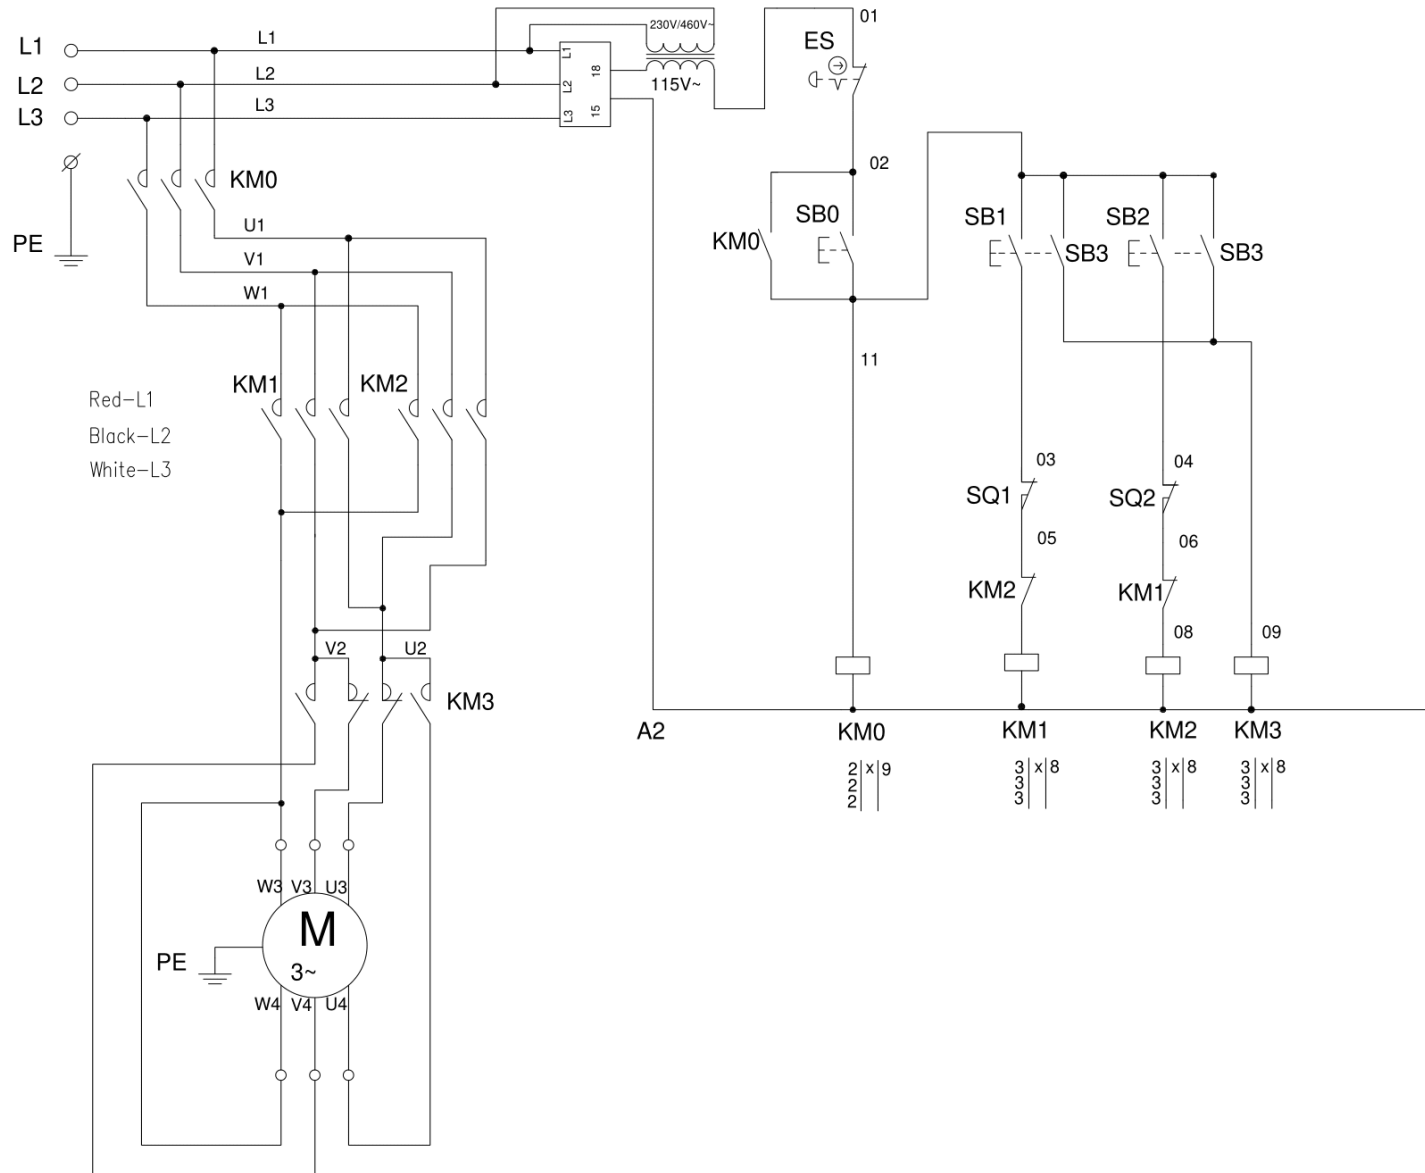 230V/460V~
01
L1
L1
L1
ES
L2
L2
L2
18
115V~
L3
L3
L3
15
02
KM0
SB0
SB1
SB2
PE
U1
KM0
SB3
SB3
V1
W1
11
KM1
KM2
Red-L1
Black-L2
White-L3
03
04
SQ1
SQ2
05
06
KM2
KM1
08
09
V2
U2
KM3
A2
KM0
KM1
KM2
KM3
2 x 9
2
2
3 x 8
3
3
3 x 8
3
3
3 x 8
3
3
W3 V3 U3
M
3~
PE
W4 V4 U4